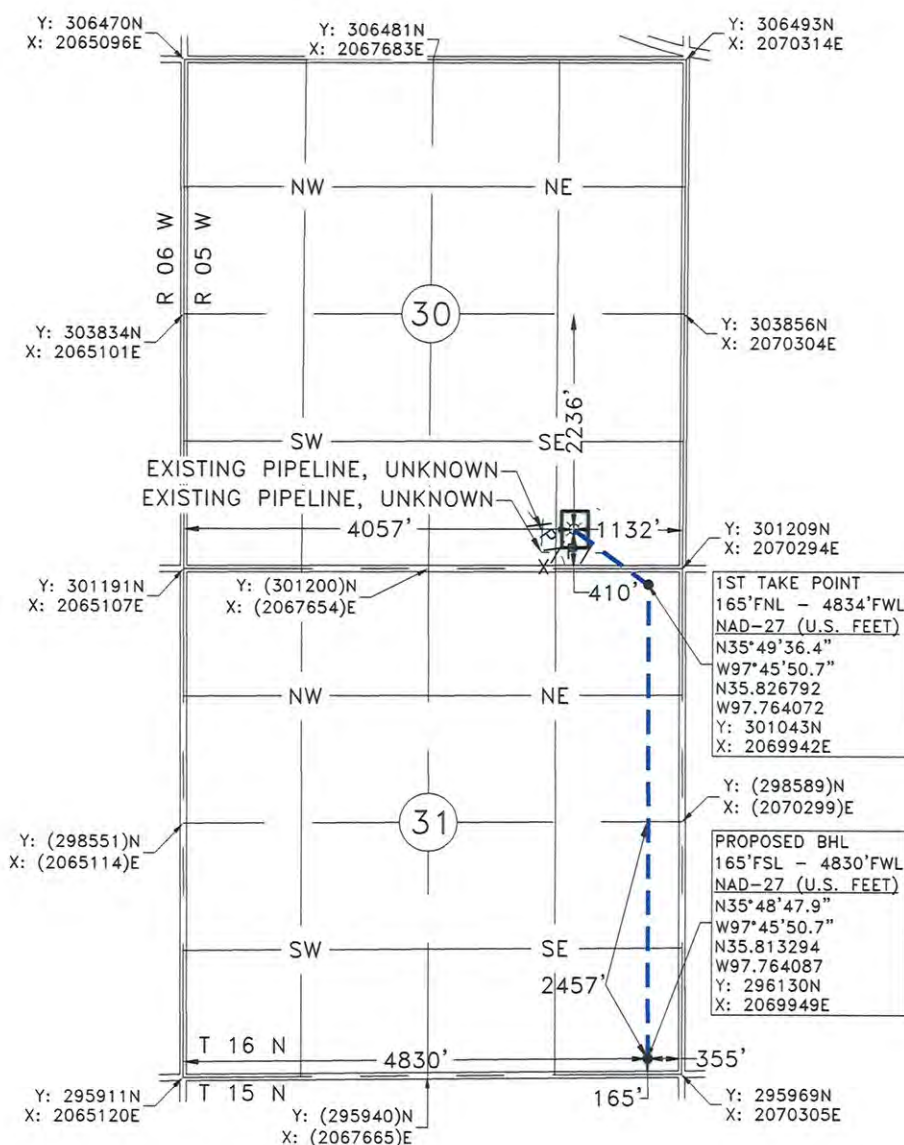 Y: 306470N
X: 2065096E
Y: 306481N
X: 2067683E
Y: 306493N
X: 2070314E
NW
NE
R 06 W
R 05 W
30
Y: 303834N
X: 2065101E
Y: 303856N
X: 2070304E
2236'
SW
SE
EXISTING PIPELINE, UNKNOWN
EXISTING PIPELINE, UNKNOWN
4057'
1132'
Y: 301209N
X: 2070294E
Y: 301191N
X: 2065107E
Y: (301200)N
X: (2067654)E
410'
1ST TAKE POINT
165'FNL – 4834'FWL
NAD-27 (U.S. FEET)
N35°49'36.4"
W97°45'50.7"
N35.826792
W97.764072
Y: 301043N
X: 2069942E
NW
NE
Y: (298589)N
X: (2070299)E
31
Y: (298551)N
X: (2065114)E
PROPOSED BHL
165'FSL – 4830'FWL
NAD-27 (U.S. FEET)
N35°48'47.9"
W97°45'50.7"
N35.813294
W97.764087
Y: 296130N
X: 2069949E
SW
SE
2457'
T 16 N
4830'
355'
T 15 N
165'
Y: 295911N
X: 2065120E
Y: (295940)N
X: (2067665)E
Y: 295969N
X: 2070305E